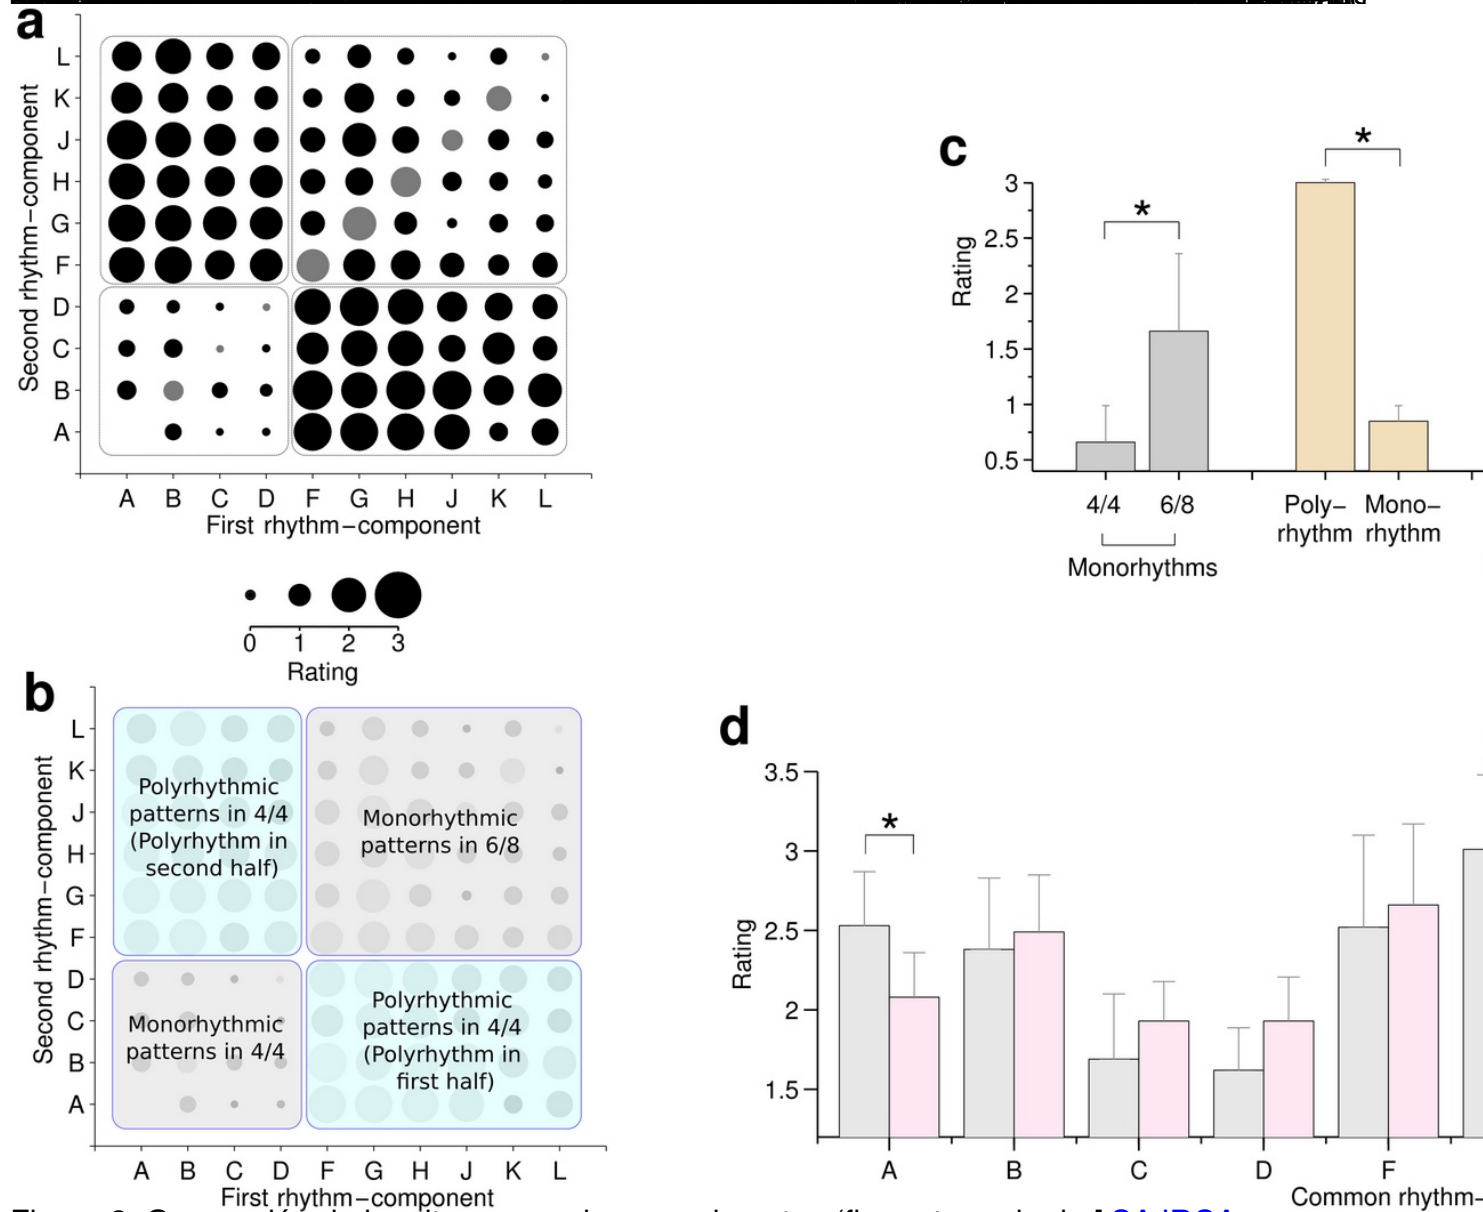 a
Second rhythm-component
L
K
J
H
G
F
D
C
B
A
A B C D F G H J K L
First rhythm-component
0 1 2 3
Rating
b
Second rhythm-component
L
K
J
H
G
F
D
C
B
A
Polyrhythmic
patterns in 4/4
(Polyrhythm in
second half)
Monorhythmic
patterns in 6/8
Monorhythmic
patterns in 4/4
Polyrhythmic
patterns in 4/4
(Polyrhythm in
first half)
A B C D F G H J K L
First rhythm-component
c
Rating
3
2.5
2
1.5
1
0.5
*
*
4/4 6/8
Monorhythms
Poly-
rhythm
Mono-
rhythm
d
Rating
3.5
3
2.5
2
1.5
*
A B C D F
Common rhythm-